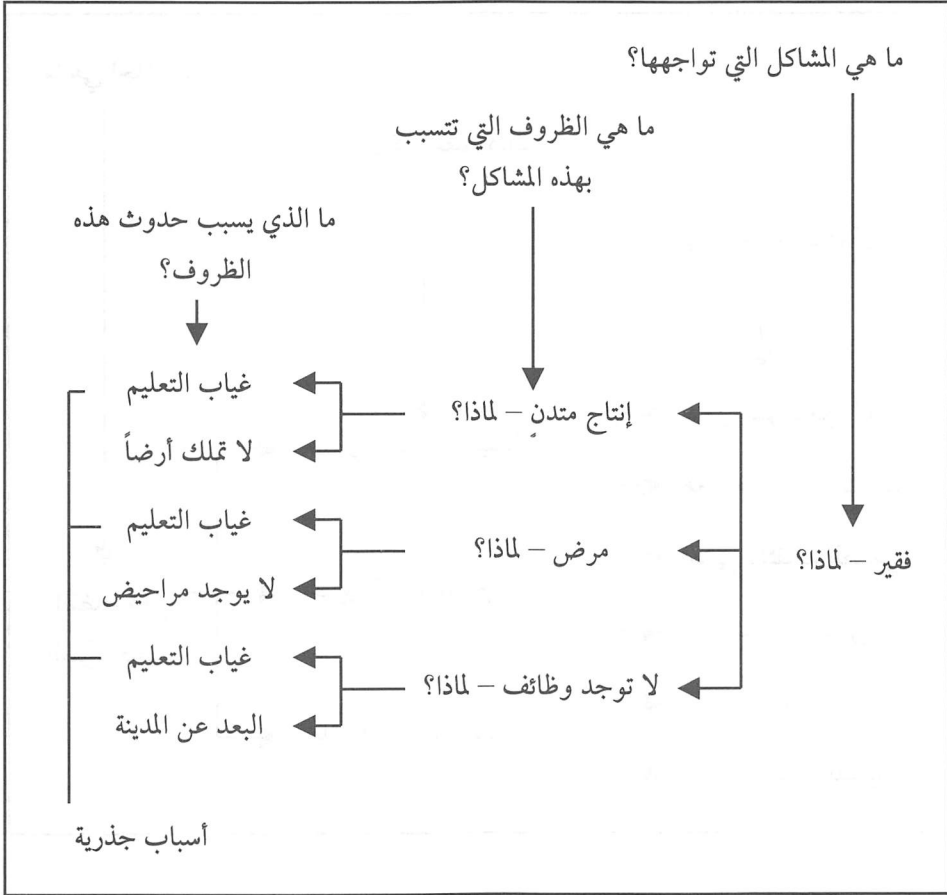 ما هي المشاكل التي تواجهها؟
ما هي الظروف التي تتسبب
بهذه المشاكل؟
ما الذي يسبب حدوث هذه
الظروف؟
فقير – لماذا؟
إنتاج متدنٍ – لماذا؟
غياب التعليم
لا تملك أرضاً
مرض – لماذا؟
غياب التعليم
لا يوجد مراحيض
لا توجد وظائف – لماذا؟
غياب التعليم
البعد عن المدينة
أسباب جذرية